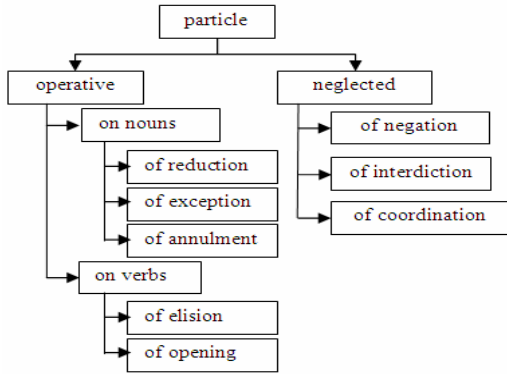 particle
operative
neglected
on nouns
of negation
of reduction
of interdiction
of exception
of coordination
of annulment
on verbs
of elision
of opening